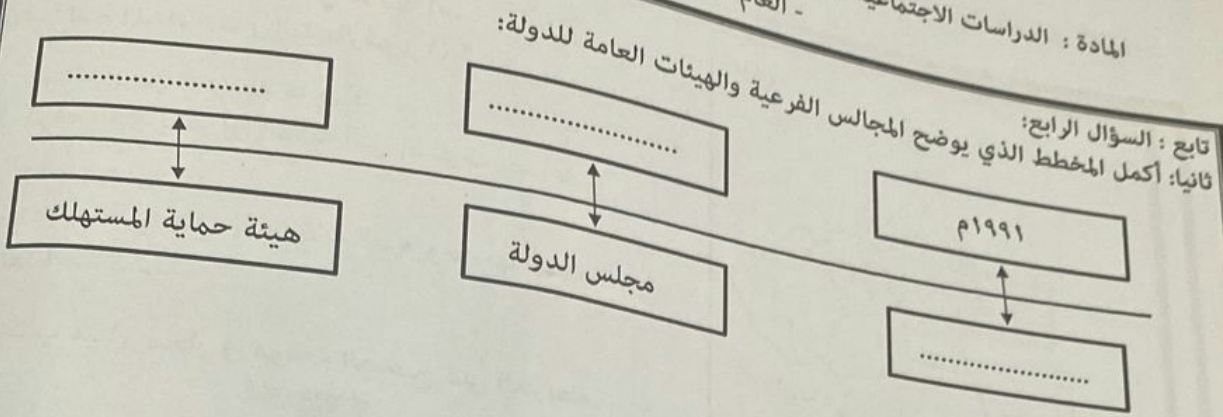 المادة : الدراسات الاجتماعية
تابع : السؤال الرابع:
ثانيا: أكمل المخطط الذي يوضح المجالس الفرعية والهيئات العامة للدولة:
١٩٩١م
......................
......................
مجلس الدولة
......................
هيئة حماية المستهلك